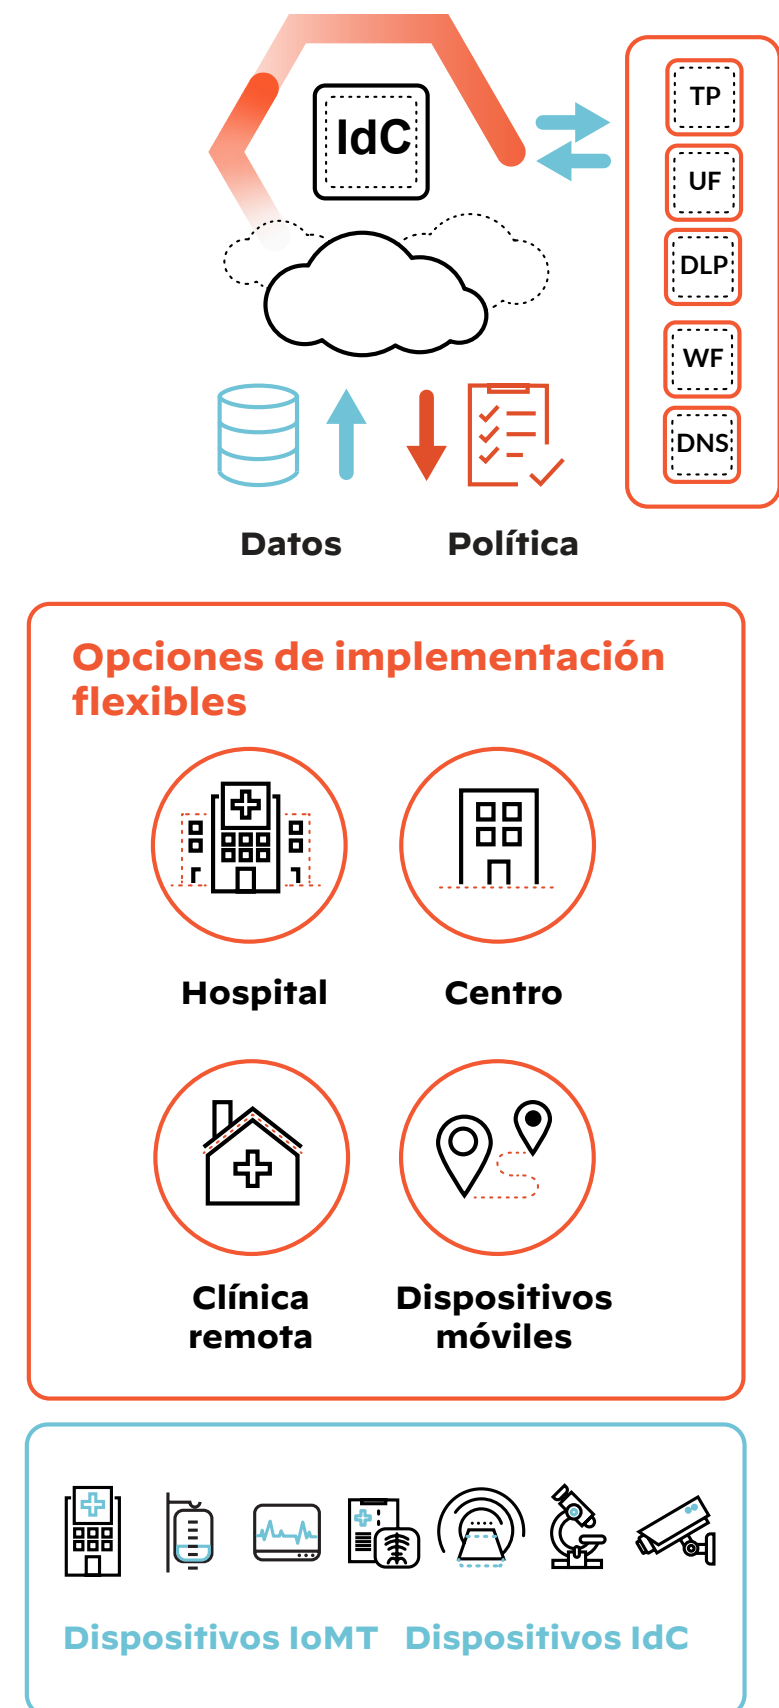 IdC
TP
UF
DLP
WF
DNS
Datos
Política
Opciones de implementación
flexibles
Hospital
Centro
Clínica
remota
Dispositivos
móviles
Dispositivos IoMT
Dispositivos IdC